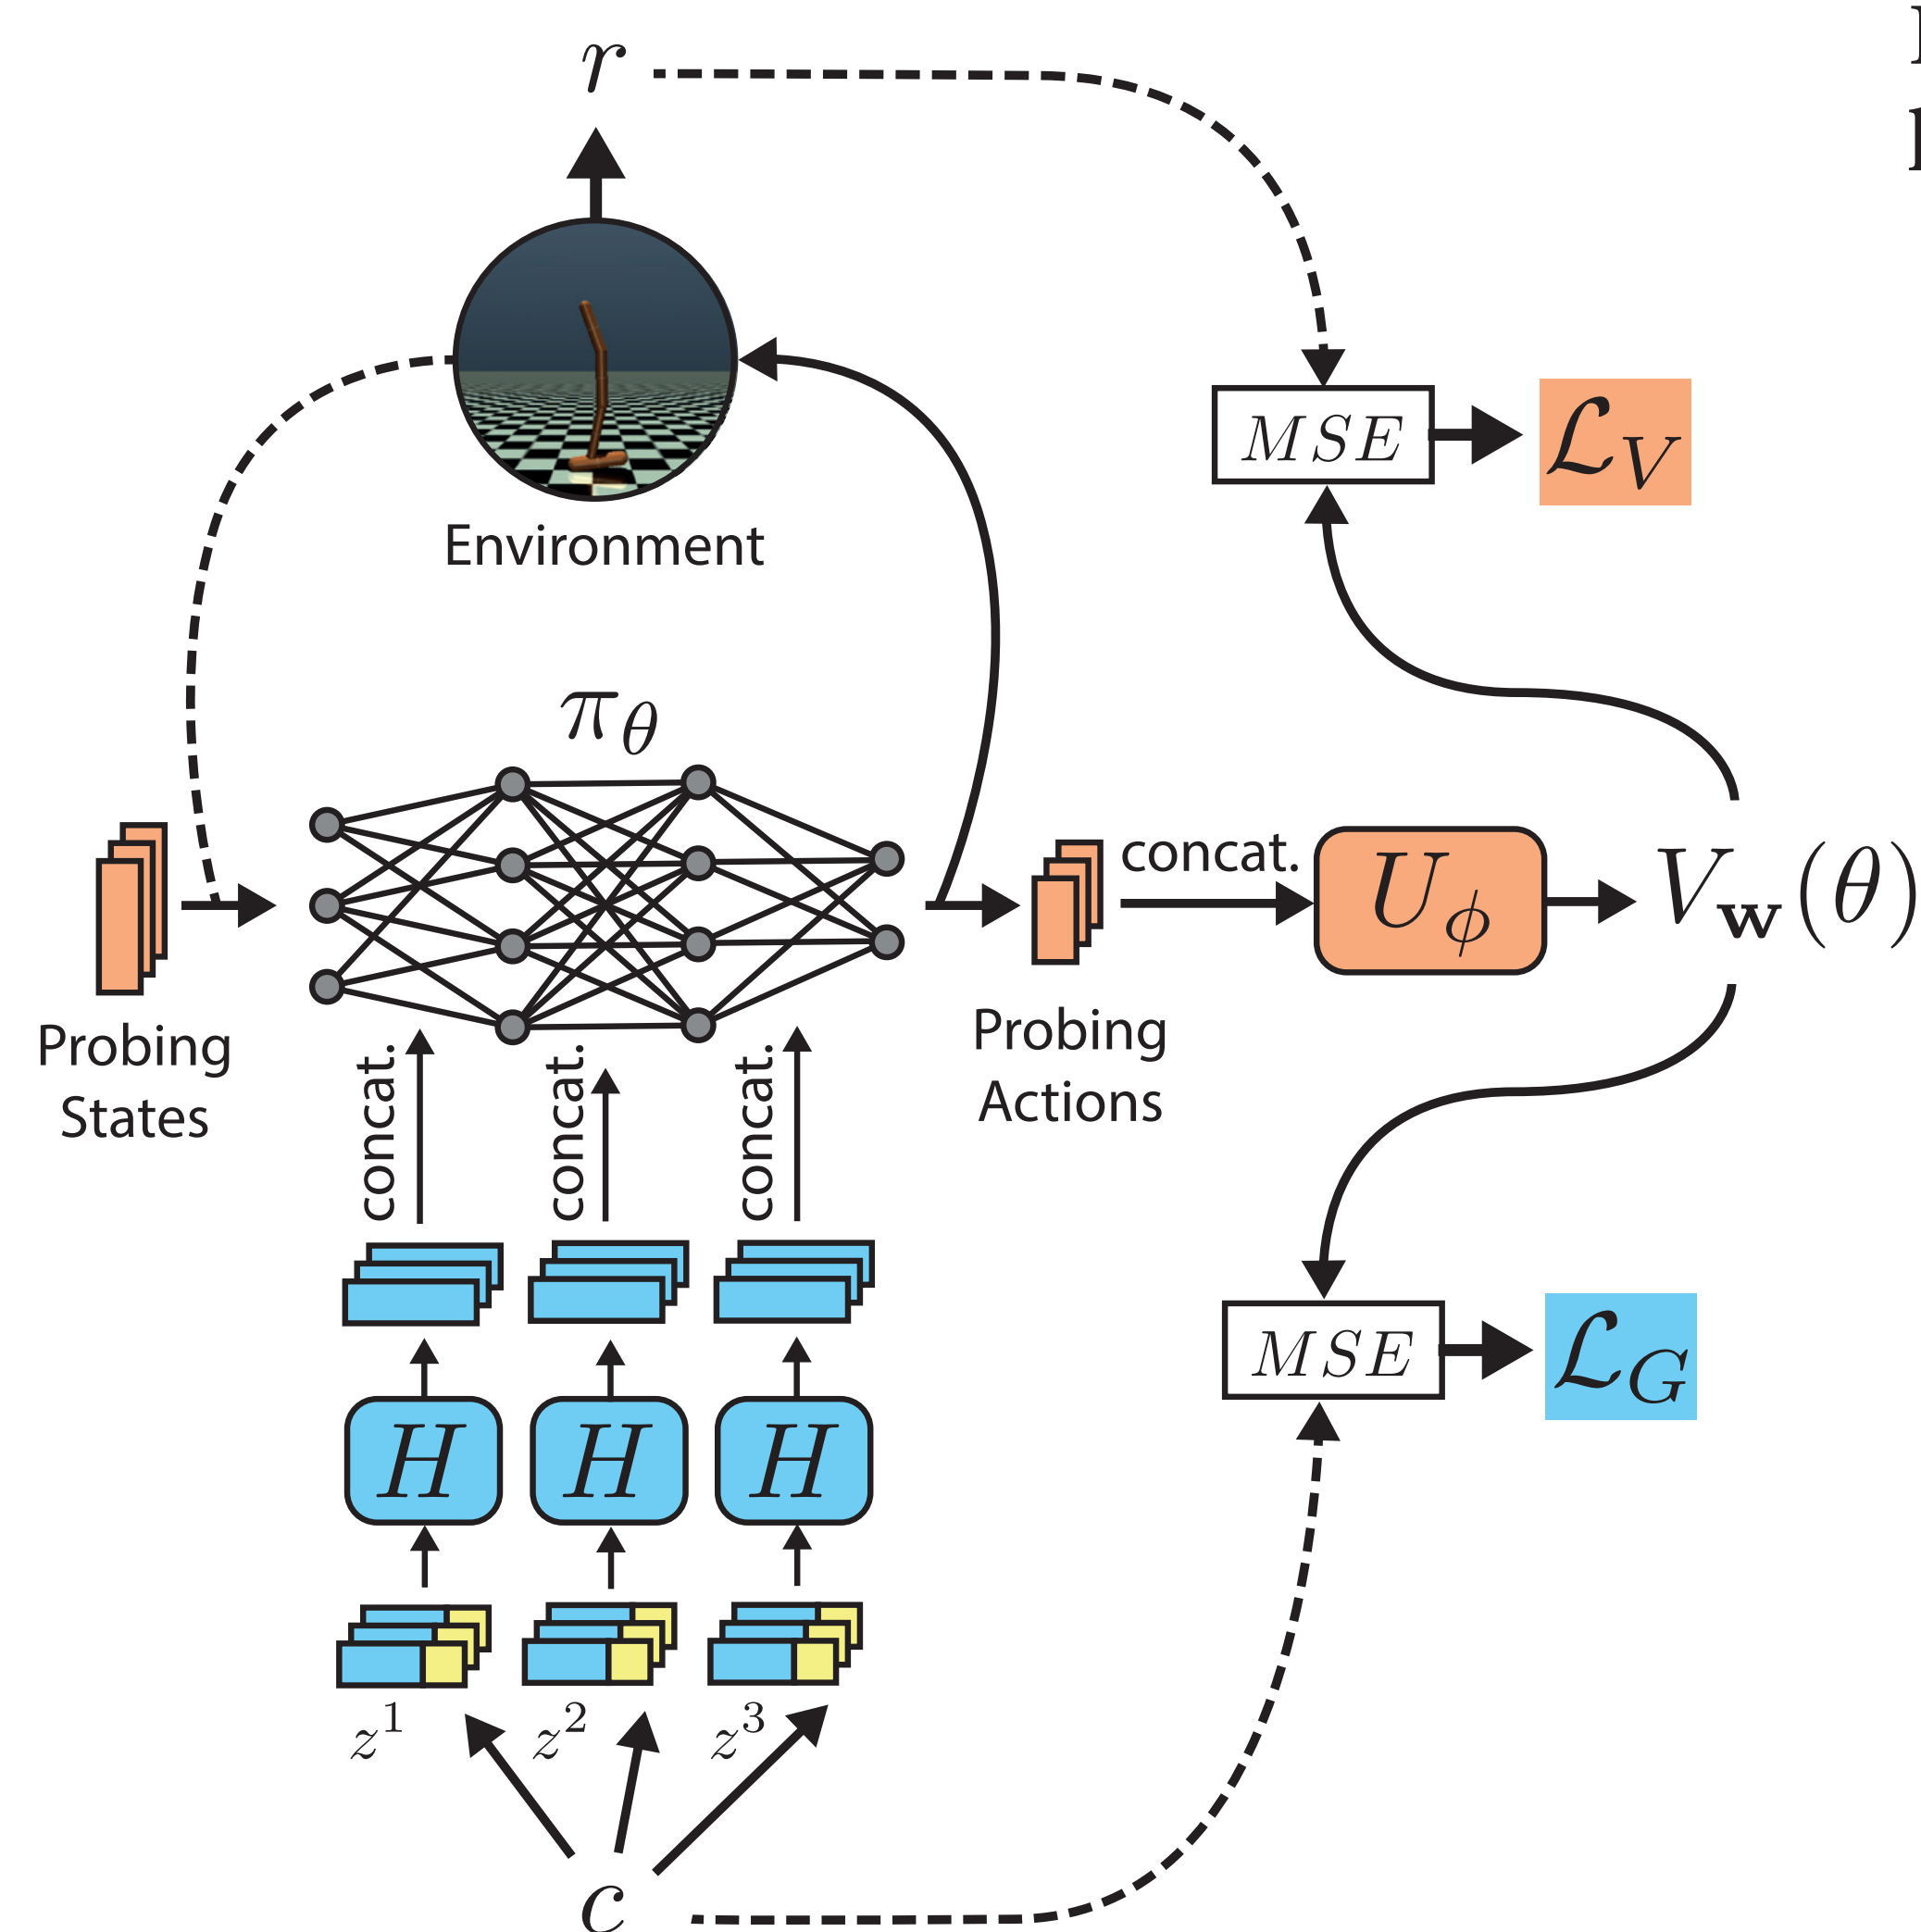 r
MSE
ℒ_V
Environment
π_θ
concat.
U_ϕ
V_𝐰(θ)
Probing
States
Probing
Actions
concat.
concat.
concat.
MSE
ℒ_G
H
H
H
z^1
z^2
z^3
c